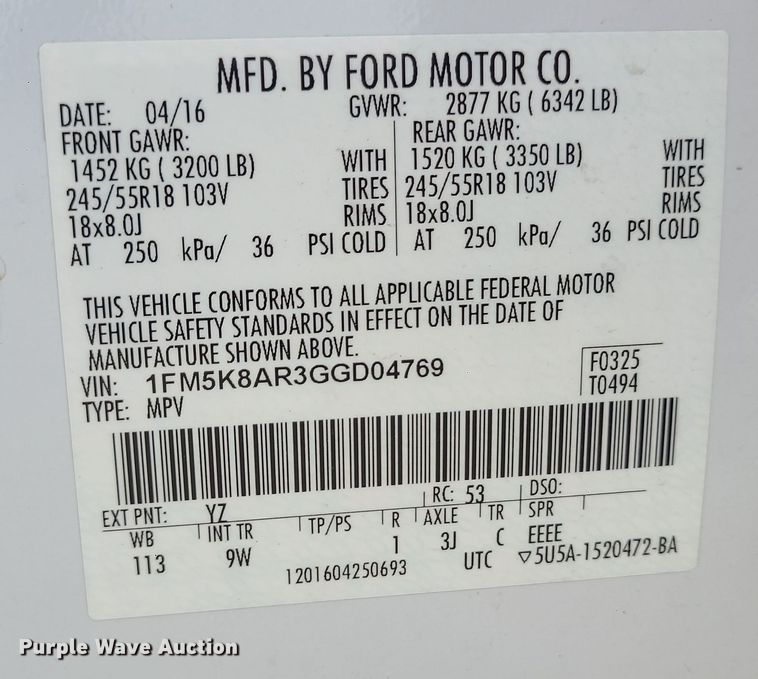 MFD. BY FORD MOTOR CO.
DATE: 04/16 GVWR: 2877 KG ( 6342 LB)
FRONT GAWR: REAR GAWR:
1452 KG ( 3200 LB) WITH 1520 KG ( 3350 LB) WITH
245/55R18 103V TIRES 245/55R18 103V TIRES
18x8.0J RIMS 18x8.0J RIMS
AT 250 kPa/ 36 PSI COLD AT 250 kPa/ 36 PSI COLD
THIS VEHICLE CONFORMS TO ALL APPLICABLE FEDERAL MOTOR
VEHICLE SAFETY STANDARDS IN EFFECT ON THE DATE OF
MANUFACTURE SHOWN ABOVE.
VIN: 1FM5K8AR3GGD04769 F0325
TYPE: MPV T0494
EXT PNT: YZ RC: 53 DSO:
WB INT TR TP/PS R AXLE TR SPR
113 9W 1 3J C EEEE
1201604250693 UTC ▽5U5A-1520472-BA
Purple Wave Auction